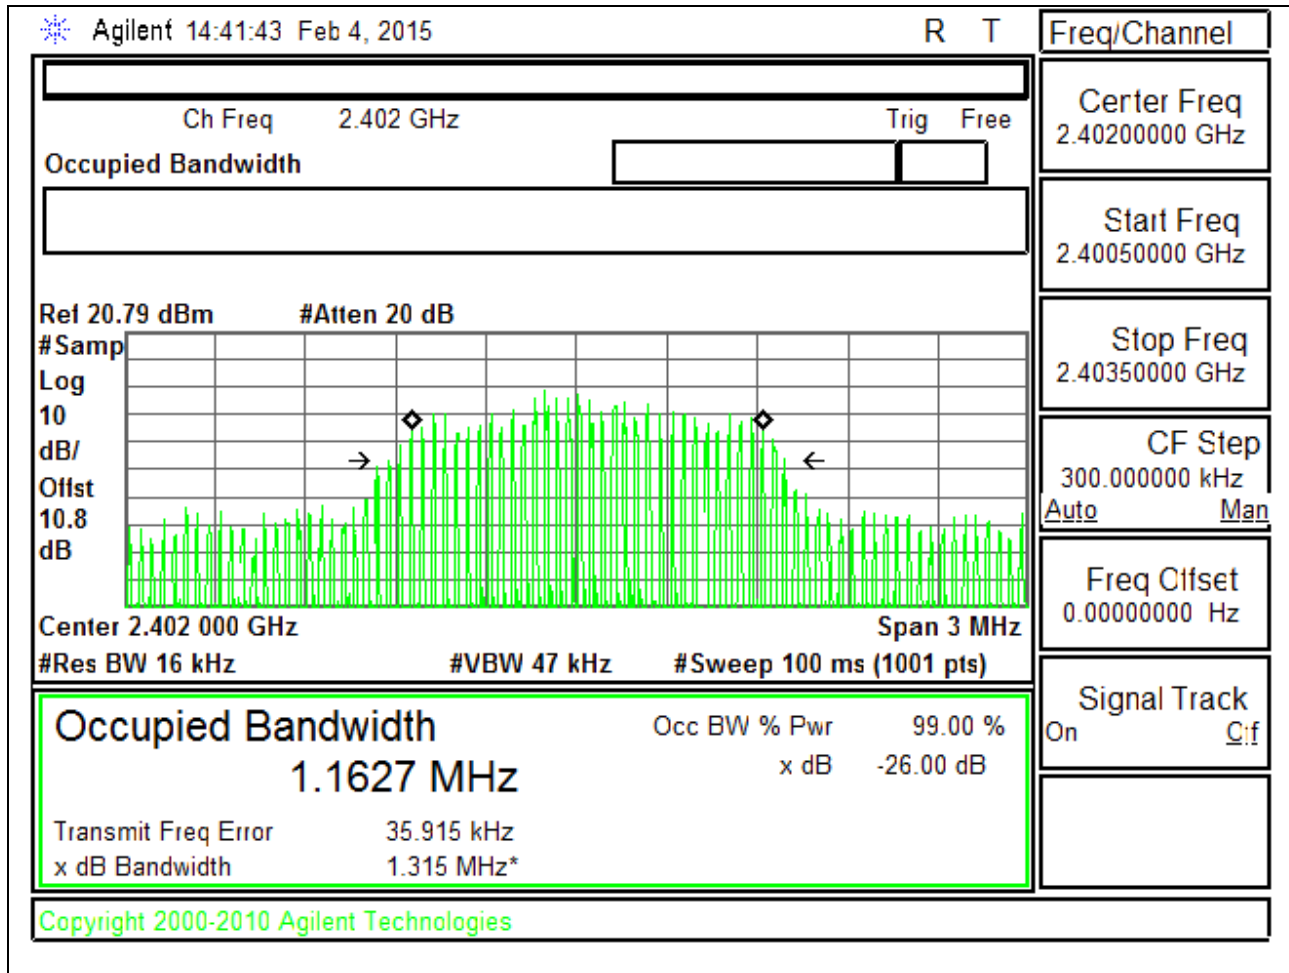 Agilent 14:41:43 Feb 4, 2015 R T
Freq/Channel
Ch Freq 2.402 GHz Trig Free
Occupied Bandwidth
Center Freq
2.40200000 GHz
Start Freq
2.40050000 GHz
Stop Freq
2.40350000 GHz
CF Step
300.000000 kHz
Auto Man
Freq Offset
0.00000000 Hz
Signal Track
On Off
Ref 20.79 dBm #Atten 20 dB
#Samp
Log
10
dB/
Offst
10.8
dB
Center 2.402 000 GHz Span 3 MHz
#Res BW 16 kHz #VBW 47 kHz #Sweep 100 ms (1001 pts)
Occupied Bandwidth Occ BW % Pwr 99.00 %
1.1627 MHz x dB -26.00 dB
Transmit Freq Error 35.915 kHz
x dB Bandwidth 1.315 MHz*
Copyright 2000-2010 Agilent Technologies